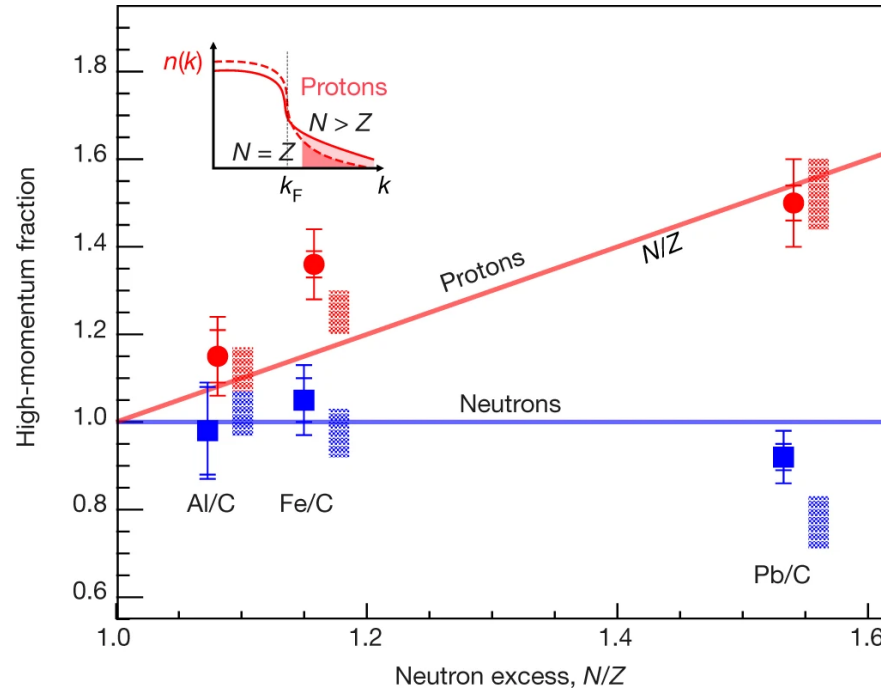 1.8
1.6
1.4
1.2
1.0
0.8
0.6
High-momentum fraction
n(k)
Protons
N > Z
N = Z
kF
k
Protons
N/Z
Neutrons
Al/C
Fe/C
Pb/C
1.0
1.2
1.4
1.6
Neutron excess, N/Z